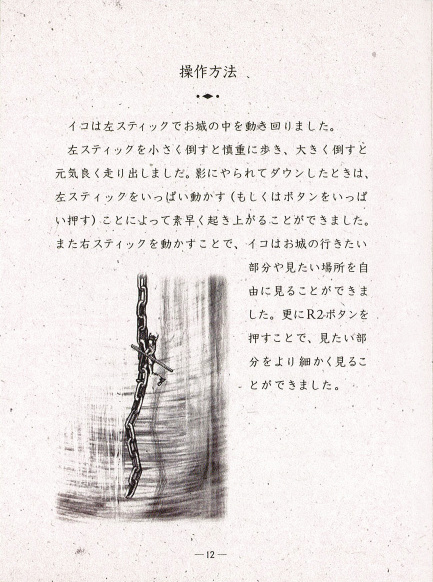 操作方法
イコは左スティックでお城の中を動き回りました。
左スティックを小さく倒すと慎重に歩き、大きく倒すと
元気良く走り出しました。影にやられてダウンしたときは、
左スティックをいっぱい動かす(もしくはボタンをいっぱ
い押す)ことによって素早く起き上がることができました。
また右スティックを動かすことで、イコはお城の行きたい
部分や見たい場所を自
由に見ることができま
した。更にR2ボタンを
押すことで、見たい部
分をより細かく見るこ
とができました。
—12—